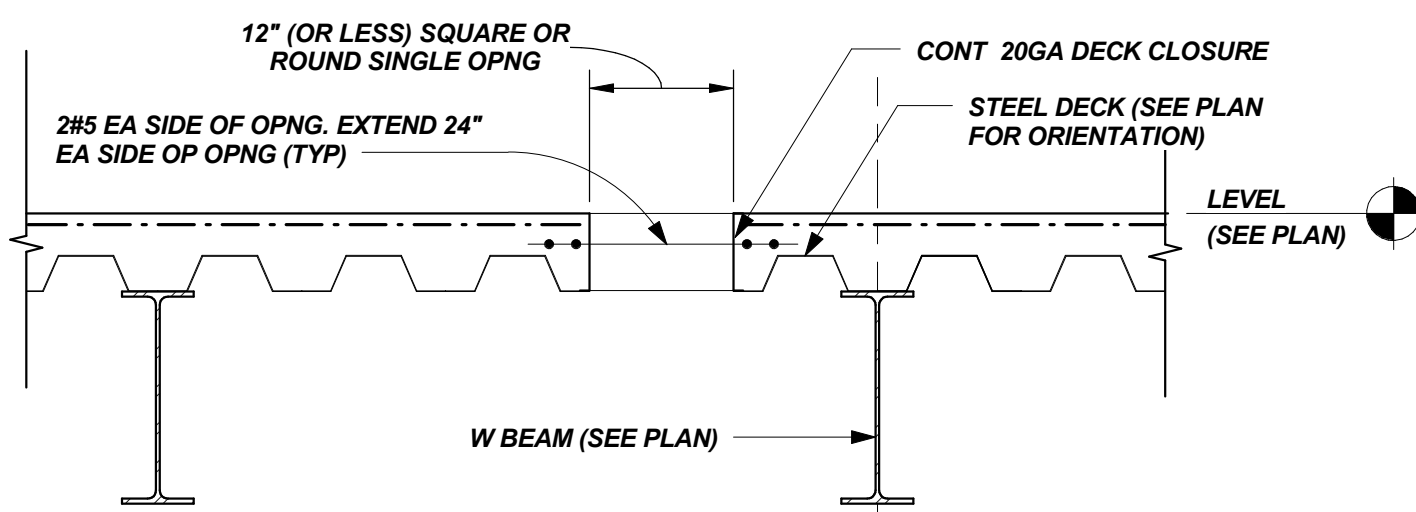 12" (OR LESS) SQUARE OR
ROUND SINGLE OPNG
CONT 20GA DECK CLOSURE
2#5 EA SIDE OF OPNG. EXTEND 24"
EA SIDE OP OPNG (TYP)
STEEL DECK (SEE PLAN
FOR ORIENTATION)
LEVEL
(SEE PLAN)
W BEAM (SEE PLAN)